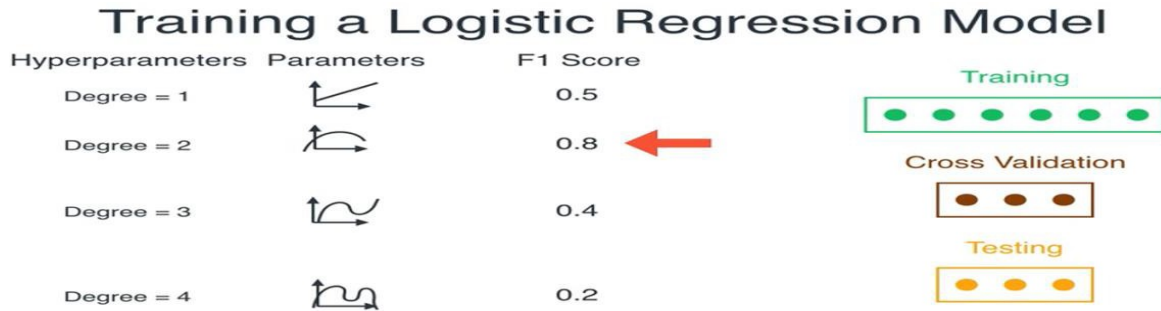 Training a Logistic Regression Model
Hyperparameters Parameters F1 Score
Degree = 1 0.5
Degree = 2 0.8
Degree = 3 0.4
Degree = 4 0.2
Training
Cross Validation
Testing